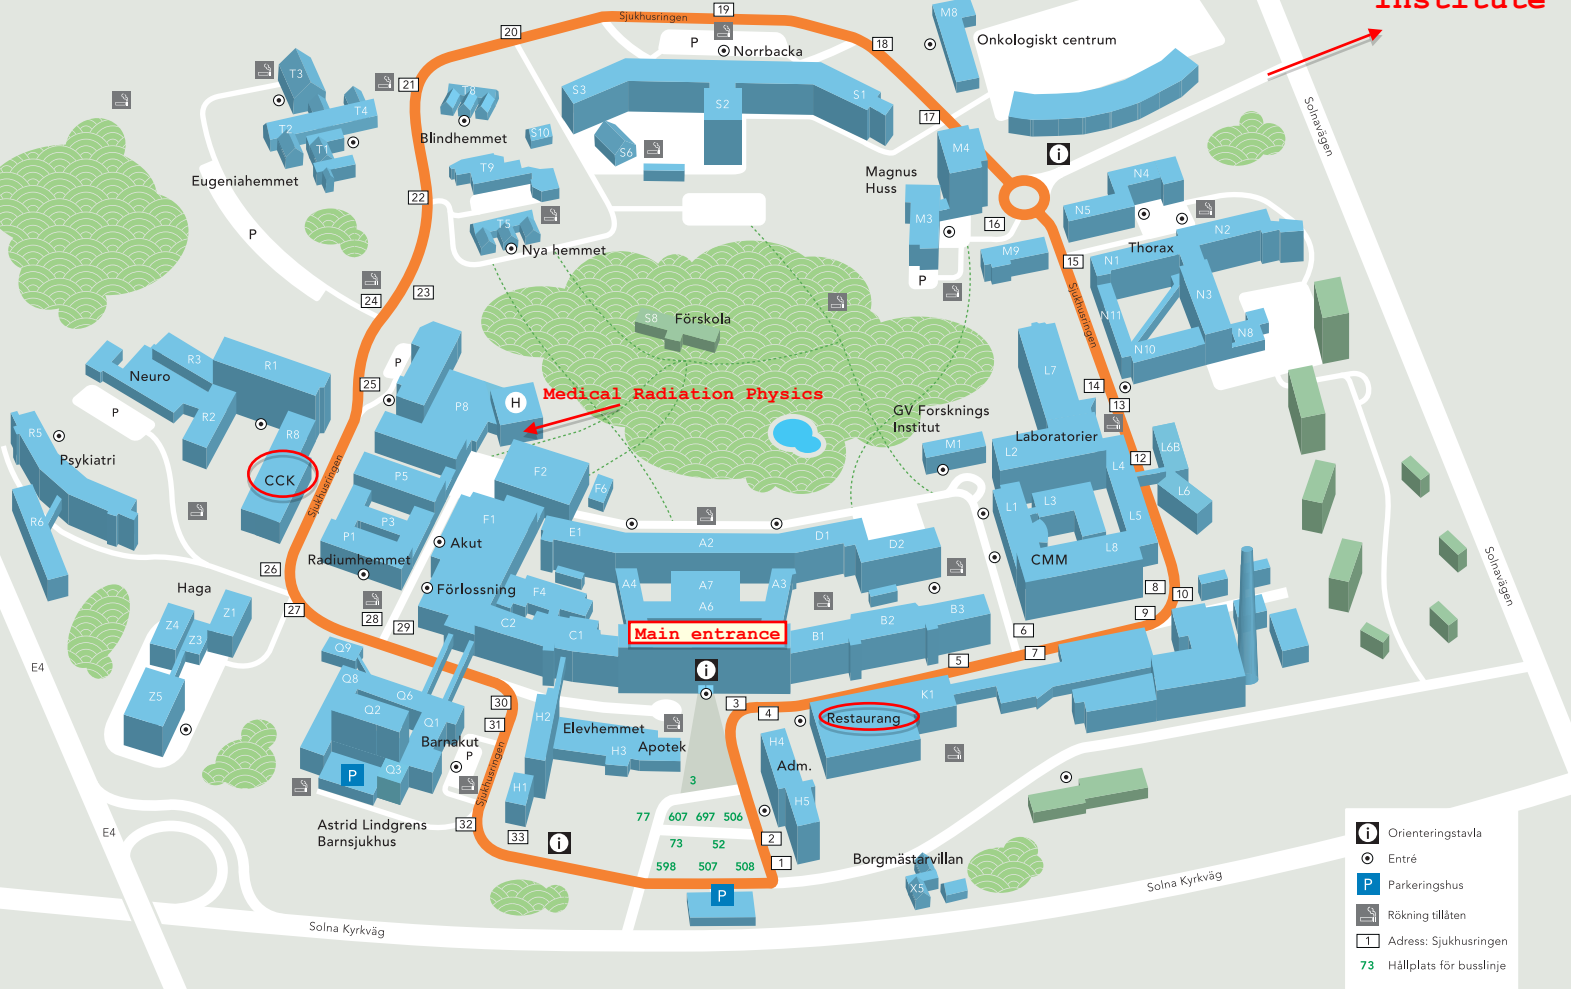 Institute
19
Sjukhusringen
M8
20
P
Norrbacka
18
Onkologiskt centrum
T3
21
T8
S3
S2
S1
T4
T2
T1
Blindhemmet
S10
S6
17
M4
Solnavägen
T9
Eugeniahemmet
Magnus
Huss
N4
22
N5
P
T5
Nya hemmet
M3
16
N2
Thorax
M9
15
N1
P
23
24
N3
Sjukhusringen
S8
Förskola
N11
N8
N10
R3
R1
Neuro
P
25
L7
14
Medical Radiation Physics
H
P8
13
P
R2
GV Forsknings
Institut
R5
R8
Laboratorier
M1
L2
L6B
Psykiatri
12
L4
CCK
Sjukhusringen
P5
F2
F6
L6
L1
L3
R6
P3
F1
L5
P1
E1
A2
D1
D2
Akut
L8
Radiumhemmet
CMM
Solnavägen
26
A4
A7
A3
8
Haga
Förlossning
F4
10
27
Z1
A6
B3
9
28
29
Z4
Z3
C2
C1
Main entrance
B1
B2
6
Q9
7
5
E4
Q8
Z5
Q6
30
3
K1
Q2
31
H2
4
Restaurang
Q1
Elevhemmet
Barnakut
H3
Apotek
H4
P
Q3
Adm.
P
Sjukhusringen
3
H1
H5
77
607
697
506
Astrid Lindgrens
Barnsjukhus
32
33
E4
73
52
2
598
507
508
1
Borgmästarvillan
P
X5
Solna Kyrkväg
Solna Kyrkväg
i Orienteringstavla
Entré
P Parkeringshus
Rökning tillåten
1 Adress: Sjukhusringen
73 Hållplats för busslinje